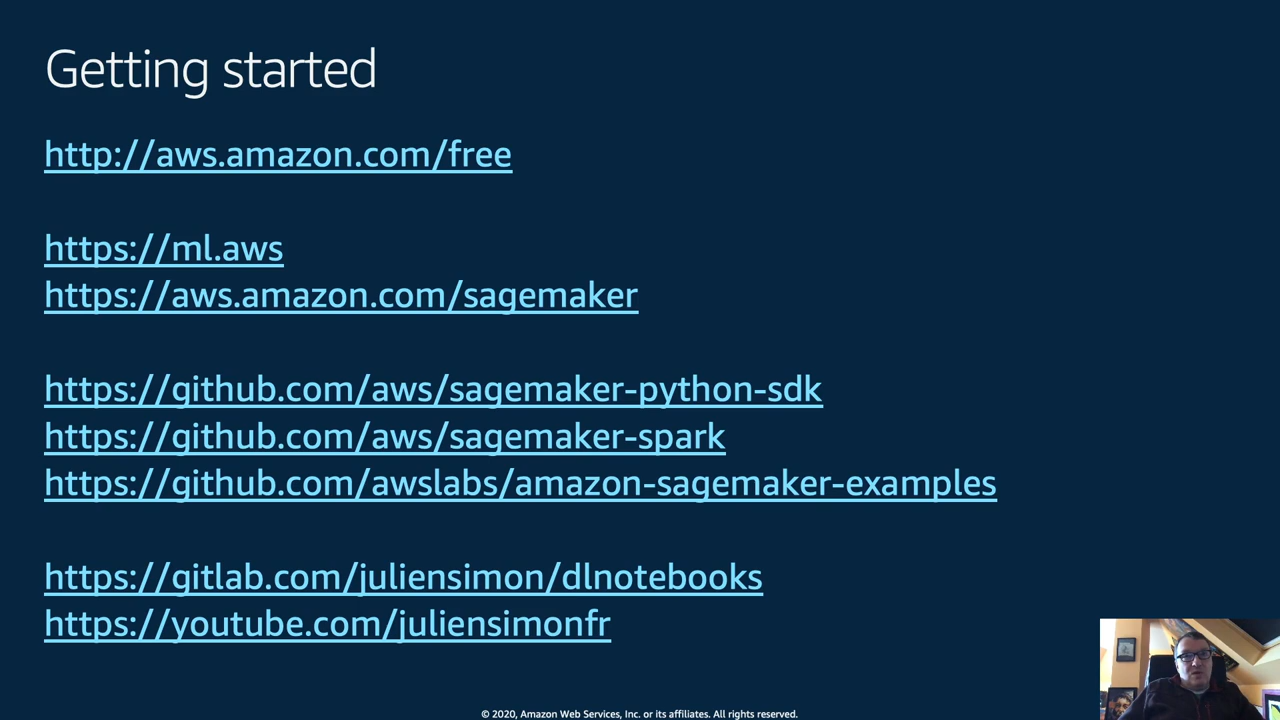 Getting started
http://aws.amazon.com/free
https://ml.aws
https://aws.amazon.com/sagemaker
https://github.com/aws/sagemaker-python-sdk
https://github.com/aws/sagemaker-spark
https://github.com/awslabs/amazon-sagemaker-examples
https://gitlab.com/juliensimon/dlnotebooks
https://youtube.com/juliensimonfr
© 2020, Amazon Web Services, Inc. or its affiliates. All rights reserved.